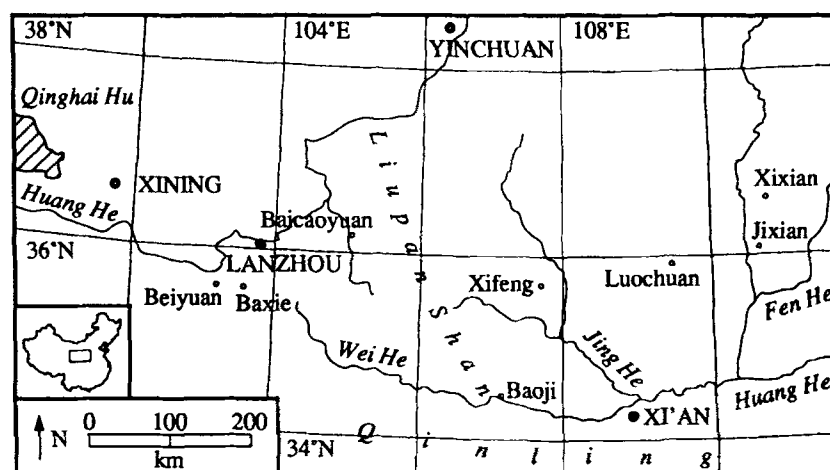 38°N
104°E
108°E
YINCHUAN
Qinghai Hu
XINING
Huang He
Liupan Shan
Xixian
Baicaoyuan
Jixian
36°N
LANZHOU
Luochuan
Xifeng
Beiyuan
Baxie
Fen He
Wei He
Jing He
Baoji
Huang He
XI'AN
N
0 100 200
km
34°N
Qinling